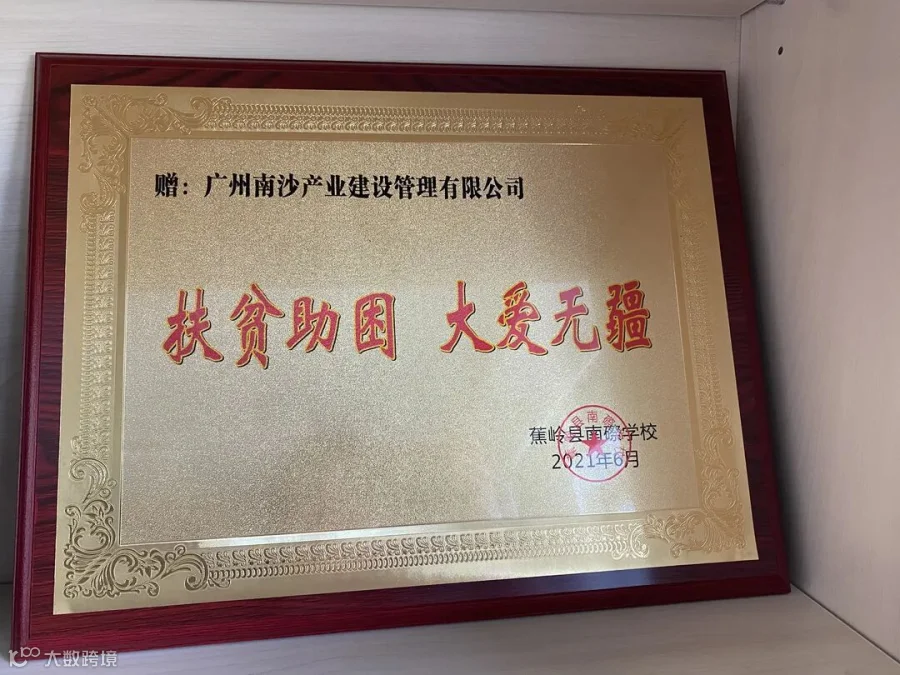 赠：广州南沙产业建设管理有限公司
扶贫助困 大爱无疆
蕉岭县南磜学校
2021年6月
大数跨境